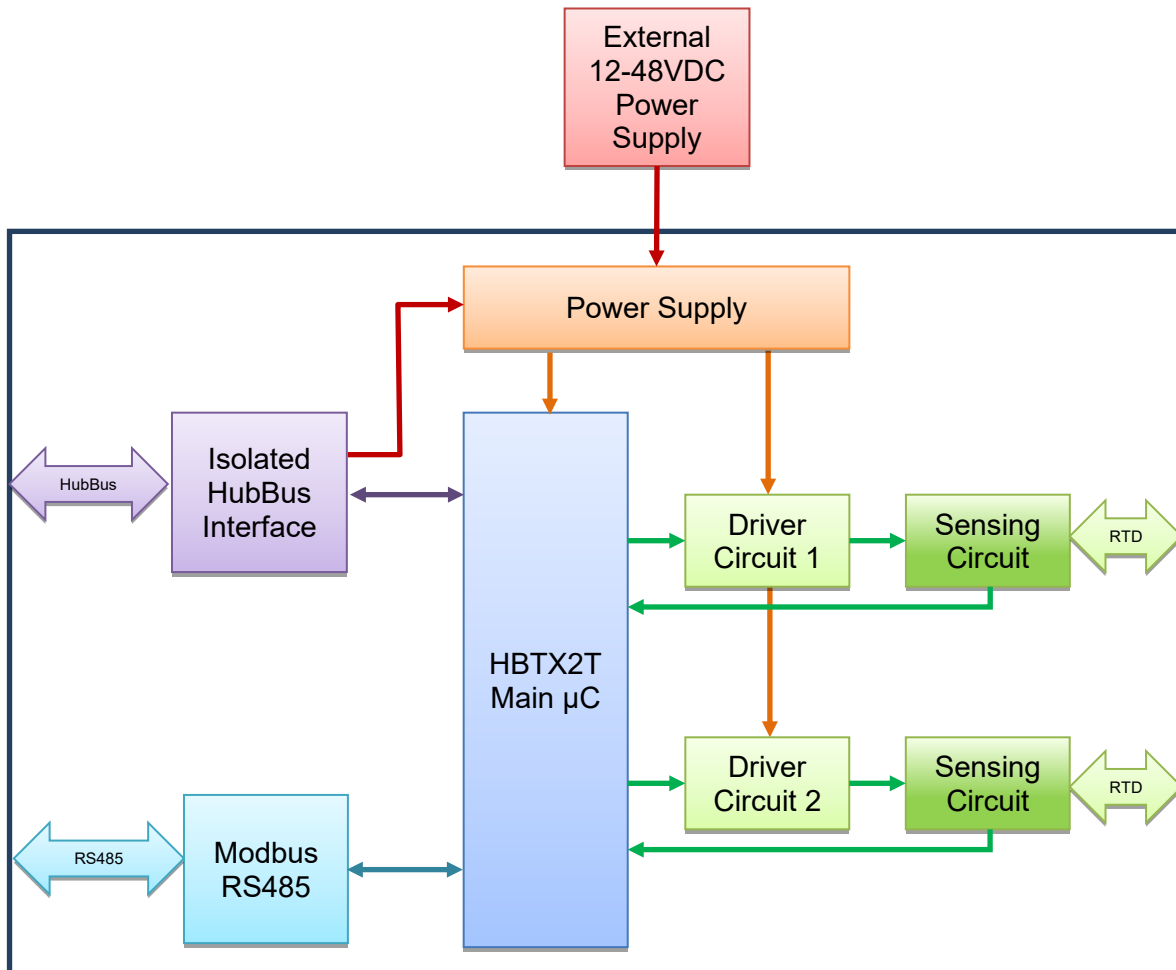 External
12-48VDC
Power
Supply
Power Supply
Isolated
HubBus
Interface
HubBus
Driver
Circuit 1
Sensing
Circuit
RTD
HBTX2T
Main µC
Driver
Circuit 2
Sensing
Circuit
RTD
RS485
Modbus
RS485